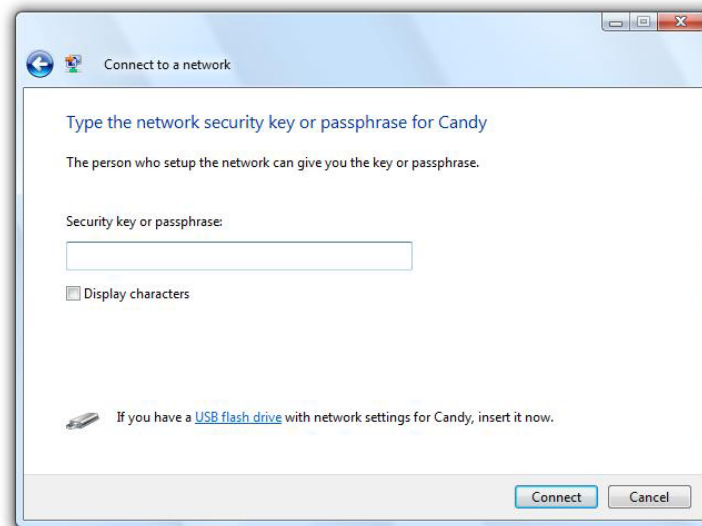 Connect to a network
Type the network security key or passphrase for Candy
The person who setup the network can give you the key or passphrase.
Security key or passphrase:
Display characters
If you have a USB flash drive with network settings for Candy, insert it now.
Connect Cancel